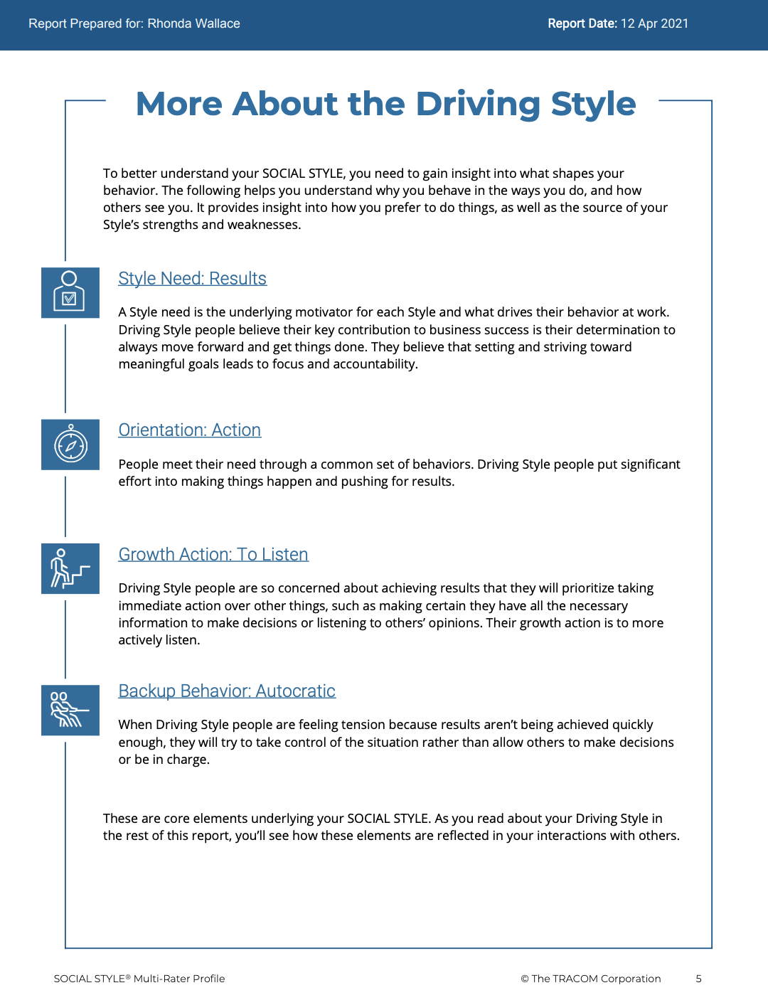 Report Prepared for: Rhonda Wallace
Report Date: 12 Apr 2021
More About the Driving Style
To better understand your SOCIAL STYLE, you need to gain insight into what shapes your
behavior. The following helps you understand why you behave in the ways you do, and how
others see you. It provides insight into how you prefer to do things, as well as the source of your
Style’s strengths and weaknesses.
Style Need: Results
A Style need is the underlying motivator for each Style and what drives their behavior at work.
Driving Style people believe their key contribution to business success is their determination to
always move forward and get things done. They believe that setting and striving toward
meaningful goals leads to focus and accountability.
Orientation: Action
People meet their need through a common set of behaviors. Driving Style people put significant
effort into making things happen and pushing for results.
Growth Action: To Listen
Driving Style people are so concerned about achieving results that they will prioritize taking
immediate action over other things, such as making certain they have all the necessary
information to make decisions or listening to others’ opinions. Their growth action is to more
actively listen.
Backup Behavior: Autocratic
When Driving Style people are feeling tension because results aren’t being achieved quickly
enough, they will try to take control of the situation rather than allow others to make decisions
or be in charge.
These are core elements underlying your SOCIAL STYLE. As you read about your Driving Style in
the rest of this report, you’ll see how these elements are reflected in your interactions with others.
SOCIAL STYLE® Multi-Rater Profile
© The TRACOM Corporation
5